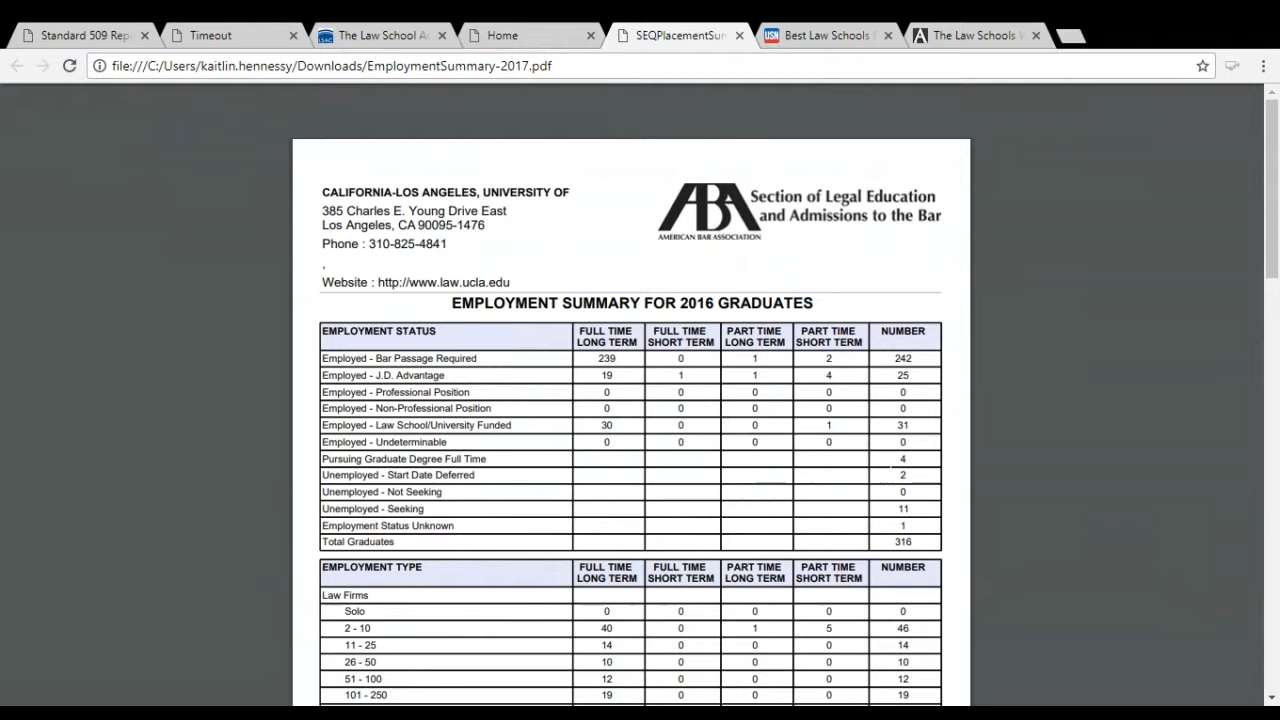 Standard 509 Rep
Timeout
The Law School A
Home
SEQPlacementSum
Best Law Schools
The Law Schools
file:///C:/Users/kaitlin.hennessy/Downloads/EmploymentSummary-2017.pdf
CALIFORNIA-LOS ANGELES, UNIVERSITY OF
385 Charles E. Young Drive East
Los Angeles, CA 90095-1476
Phone : 310-825-4841
,
Website : http://www.law.ucla.edu
ABA
AMERICAN BAR ASSOCIATION
Section of Legal Education
and Admissions to the Bar
EMPLOYMENT SUMMARY FOR 2016 GRADUATES
EMPLOYMENT STATUS FULL TIME LONG TERM FULL TIME SHORT TERM PART TIME LONG TERM PART TIME SHORT TERM NUMBER
Employed - Bar Passage Required 239 0 1 2 242
Employed - J.D. Advantage 19 1 1 4 25
Employed - Professional Position 0 0 0 0 0
Employed - Non-Professional Position 0 0 0 0 0
Employed - Law School/University Funded 30 0 0 1 31
Employed - Undeterminable 0 0 0 0 0
Pursuing Graduate Degree Full Time 4
Unemployed - Start Date Deferred 2
Unemployed - Not Seeking 0
Unemployed - Seeking 11
Employment Status Unknown 1
Total Graduates 316
EMPLOYMENT TYPE FULL TIME LONG TERM FULL TIME SHORT TERM PART TIME LONG TERM PART TIME SHORT TERM NUMBER
Law Firms
Solo 0 0 0 0 0
2 - 10 40 0 1 5 46
11 - 25 14 0 0 0 14
26 - 50 10 0 0 0 10
51 - 100 12 0 0 0 12
101 - 250 19 0 0 0 19